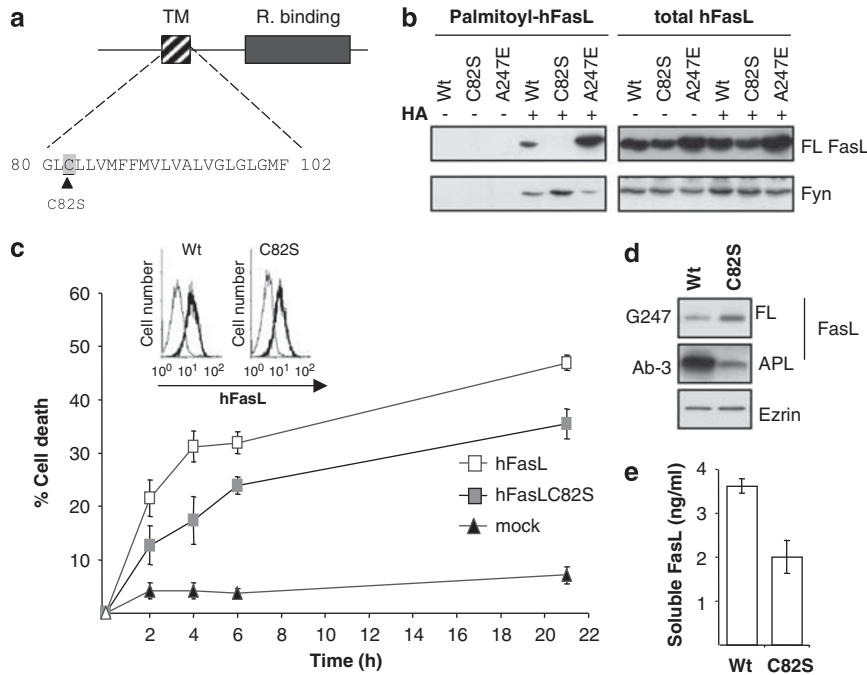 a
TM
R. binding
80 GLCLLVMFFMVLVALVGLGLGMF 102
C82S
b
Palmitoyl-hFasL
total hFasL
Wt C82S A247E Wt C82S A247E Wt C82S A247E Wt C82S A247E
HA - - - + + + - - - + + +
FL FasL
Fyn
c
Wt
C82S
Cell number
Cell number
10⁰ 10¹ 10²
10⁰ 10¹ 10²
hFasL
% Cell death
60
50
40
30
20
10
hFasL
hFasLC82S
mock
2 4 6 8 10 12 14 16 18 20 22
Time (h)
d
Wt C82S
G247 FL
FasL
Ab-3 APL
Ezrin
e
Soluble FasL (ng/ml)
4
3
2
1
Wt C82S